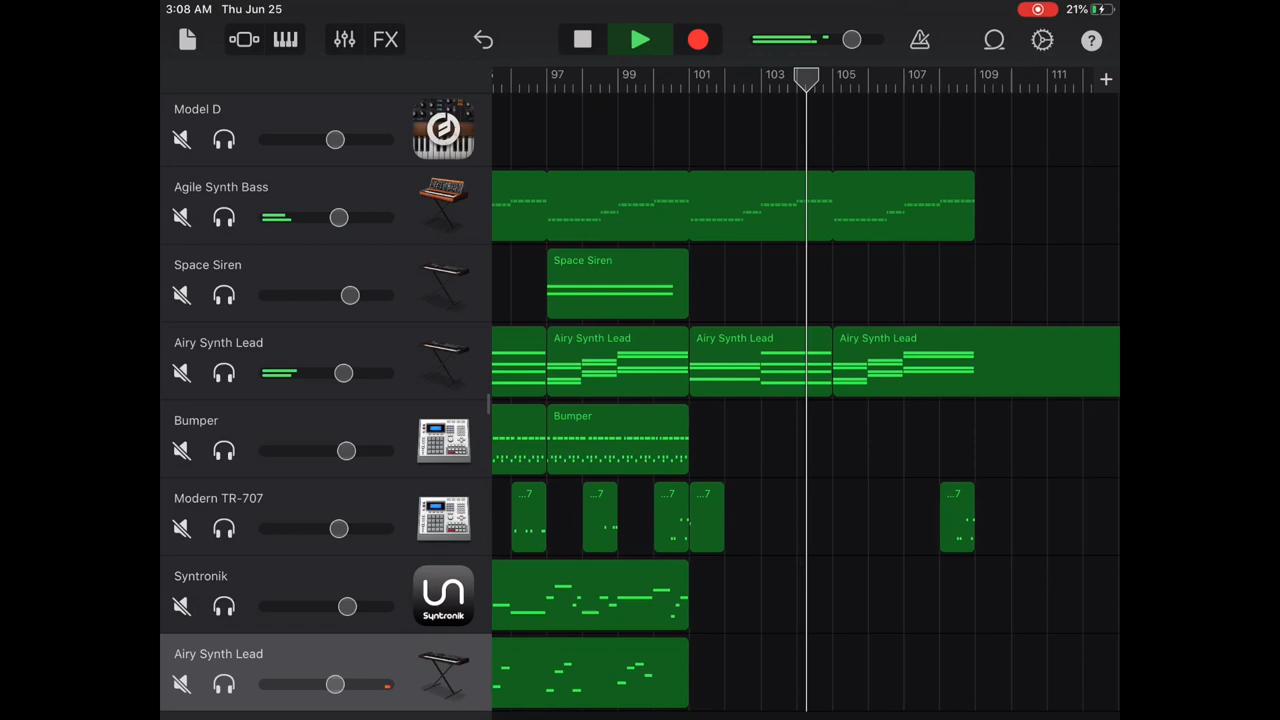 3:08 AM Thu Jun 25
21%
FX
?
97 99 101 103 105 107 109 111 +
Model D
Agile Synth Bass
Space Siren
Space Siren
Airy Synth Lead
Airy Synth Lead Airy Synth Lead Airy Synth Lead
Bumper
Bumper
Modern TR-707
...7 ...7 ...7 ...7 ...7
Syntronik
Syntronik
Airy Synth Lead